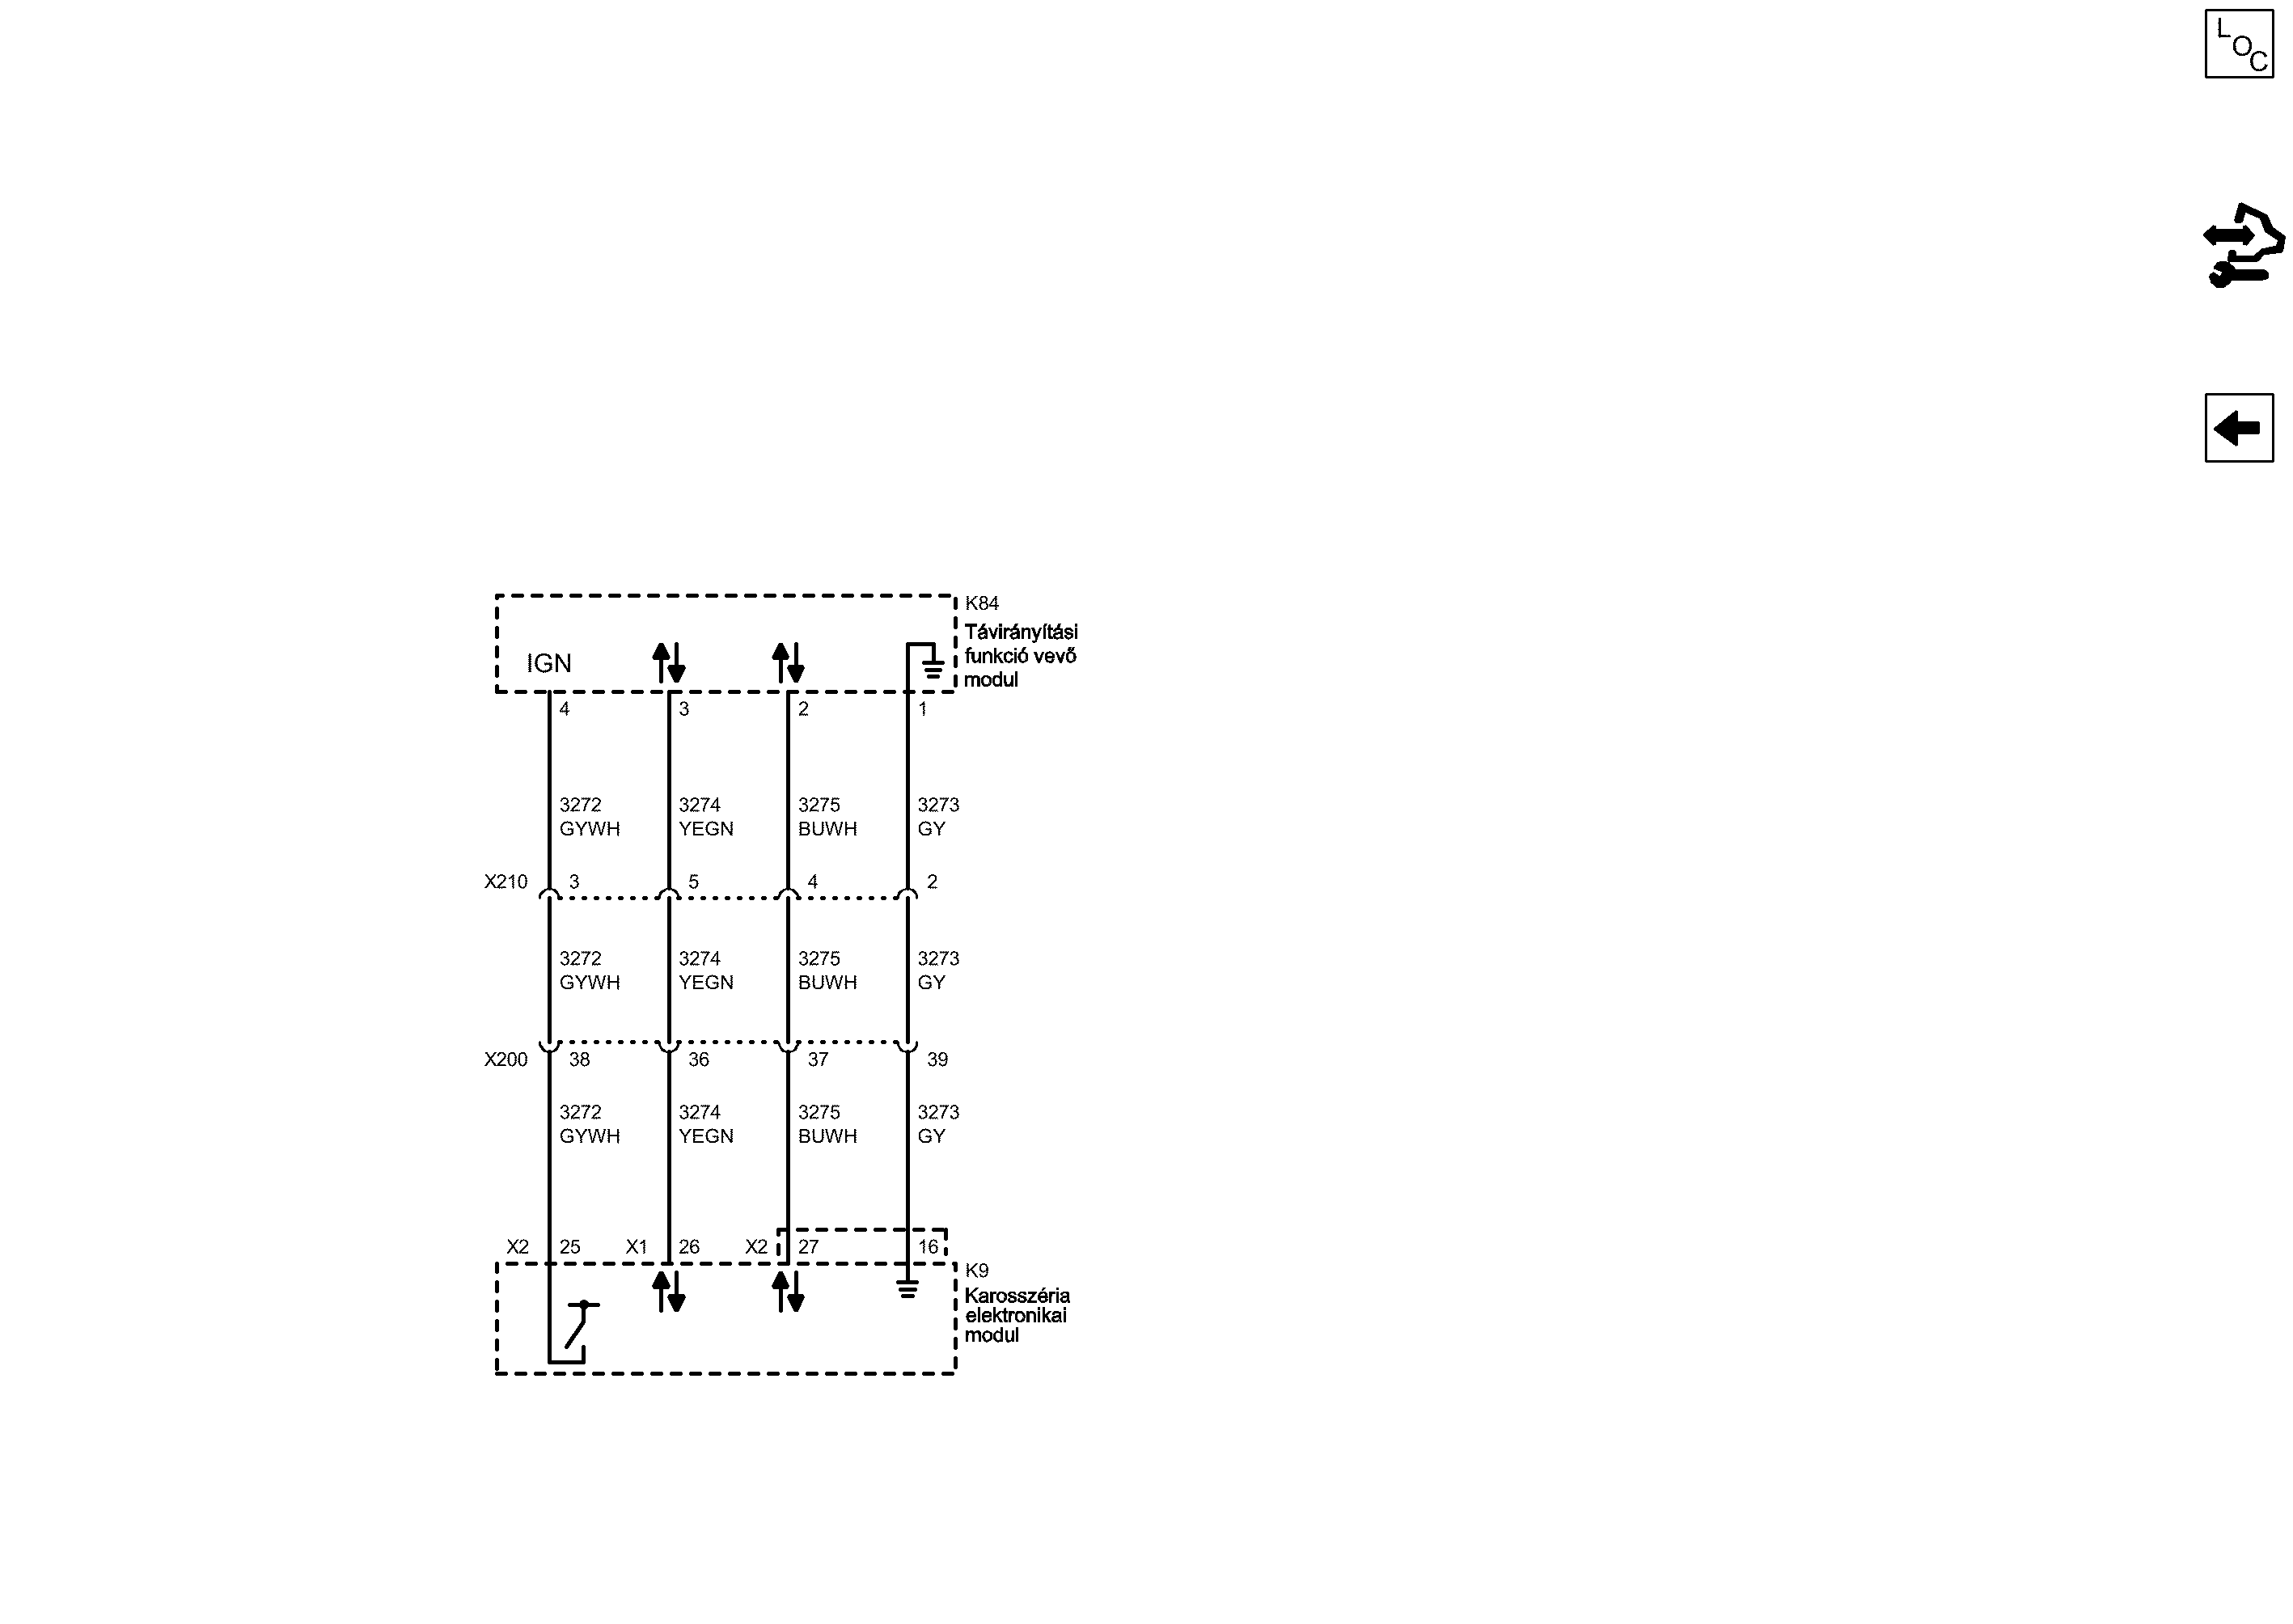 LOC
K84
Távirányítási
funkció vevő
modul
IGN
4 3 2 1
3272 3274 3275 3273
GYWH YEGN BUWH GY
X210 3 5 4 2
3272 3274 3275 3273
GYWH YEGN BUWH GY
X200 38 36 37 39
3272 3274 3275 3273
GYWH YEGN BUWH GY
X2 25 X1 26 X2 27 16
K9
Karosszéria
elektronikai
modul